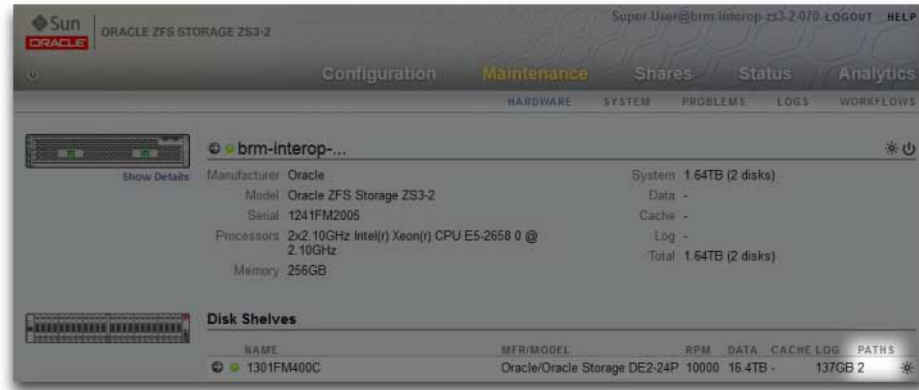 Sun
ORACLE
ORACLE ZFS STORAGE ZS3-2
Super-User@brm-interop-zs3-2-070 LOGOUT HELP
Configuration Maintenance Shares Status Analytics
HARDWARE SYSTEM PROBLEMS LOGS WORKFLOWS
brm-interop-...
Show Details
Manufacturer Oracle
Model Oracle ZFS Storage ZS3-2
Serial 1241FM2005
Processors 2x2.10GHz Intel(r) Xeon(r) CPU E5-2658 0 @
2.10GHz
Memory 256GB
System 1.64TB (2 disks)
Data -
Cache -
Log -
Total 1.64TB (2 disks)
Disk Shelves
NAME MFR/MODEL RPM DATA CACHE LOG PATHS
1301FM400C Oracle/Oracle Storage DE2-24P 10000 16.4TB - 137GB 2